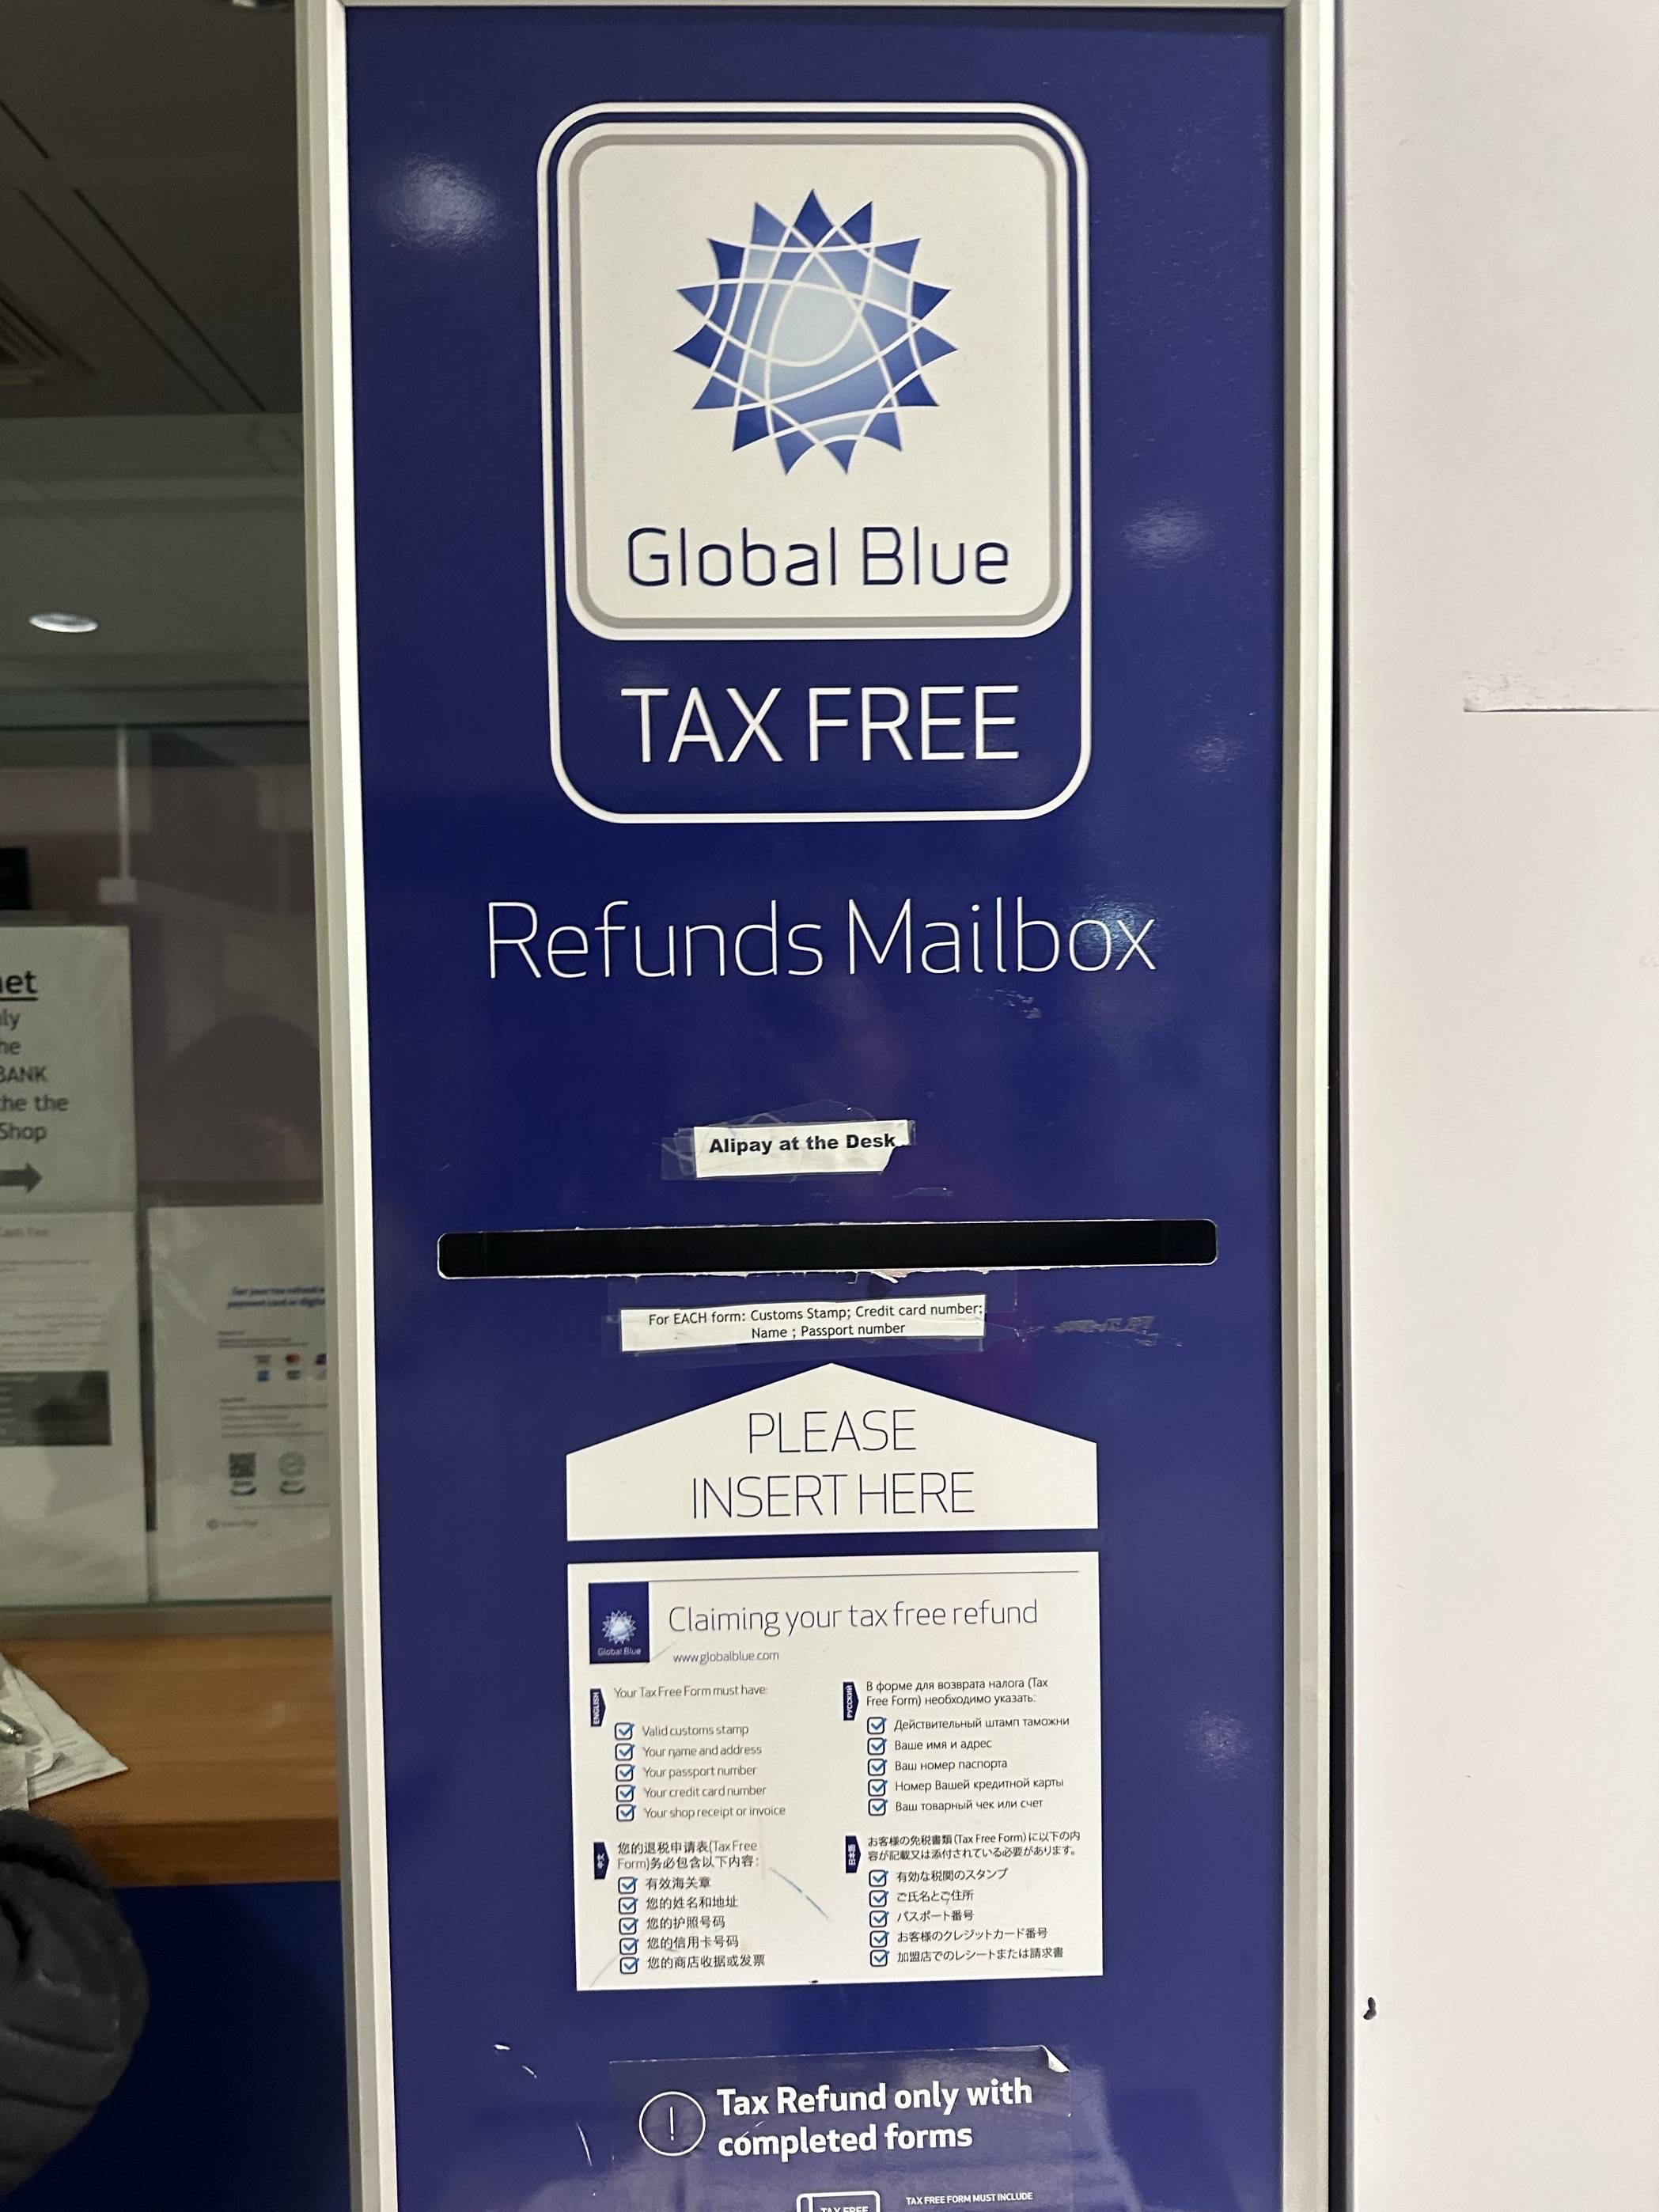 Global Blue
TAX FREE
Refunds Mailbox
Alipay at the Desk
For EACH form: Customs Stamp; Credit card number;
Name ; Passport number
PLEASE
INSERT HERE
Global Blue
Claiming your tax free refund
www.globalblue.com
ENGLISH
Your Tax Free Form must have:
Valid customs stamp
Your name and address
Your passport number
Your credit card number
Your shop receipt or invoice
РУССКИЙ
В форме для возврата налога (Tax
Free Form) необходимо указать:
Действительный штамп таможни
Ваше имя и адрес
Ваш номер паспорта
Номер Вашей кредитной карты
Ваш товарный чек или счет
中文
您的退税申请表(Tax Free
Form)务必包含以下内容:
有效海关章
您的姓名和地址
您的护照号码
您的信用卡号码
您的商店收据或发票
日本語
お客様の免税書類(Tax Free Form)に以下の内
容が記載又は添付されている必要があります。
有効な税関のスタンプ
ご氏名とご住所
パスポート番号
お客様のクレジットカード番号
加盟店でのレシートまたは請求書
Tax Refund only with
completed forms
TAX FREE
TAX FREE FORM MUST INCLUDE
BANK
the the
Shop
Cash Fee